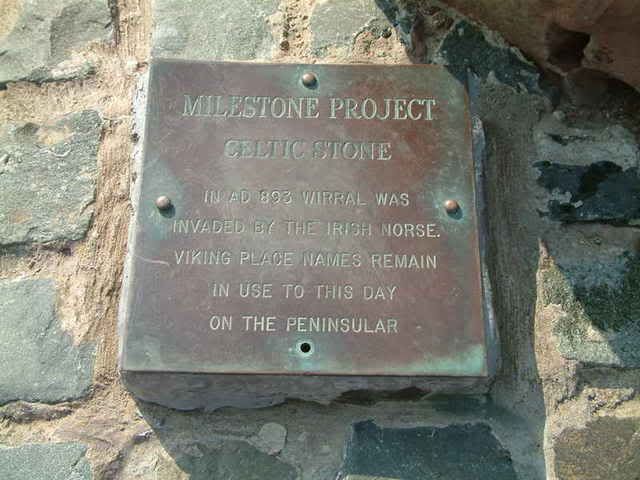 MILESTONE PROJECT
CELTIC STONE
IN AD 893 WIRRAL WAS
INVADED BY THE IRISH NORSE.
VIKING PLACE NAMES REMAIN
IN USE TO THIS DAY
ON THE PENINSULAR